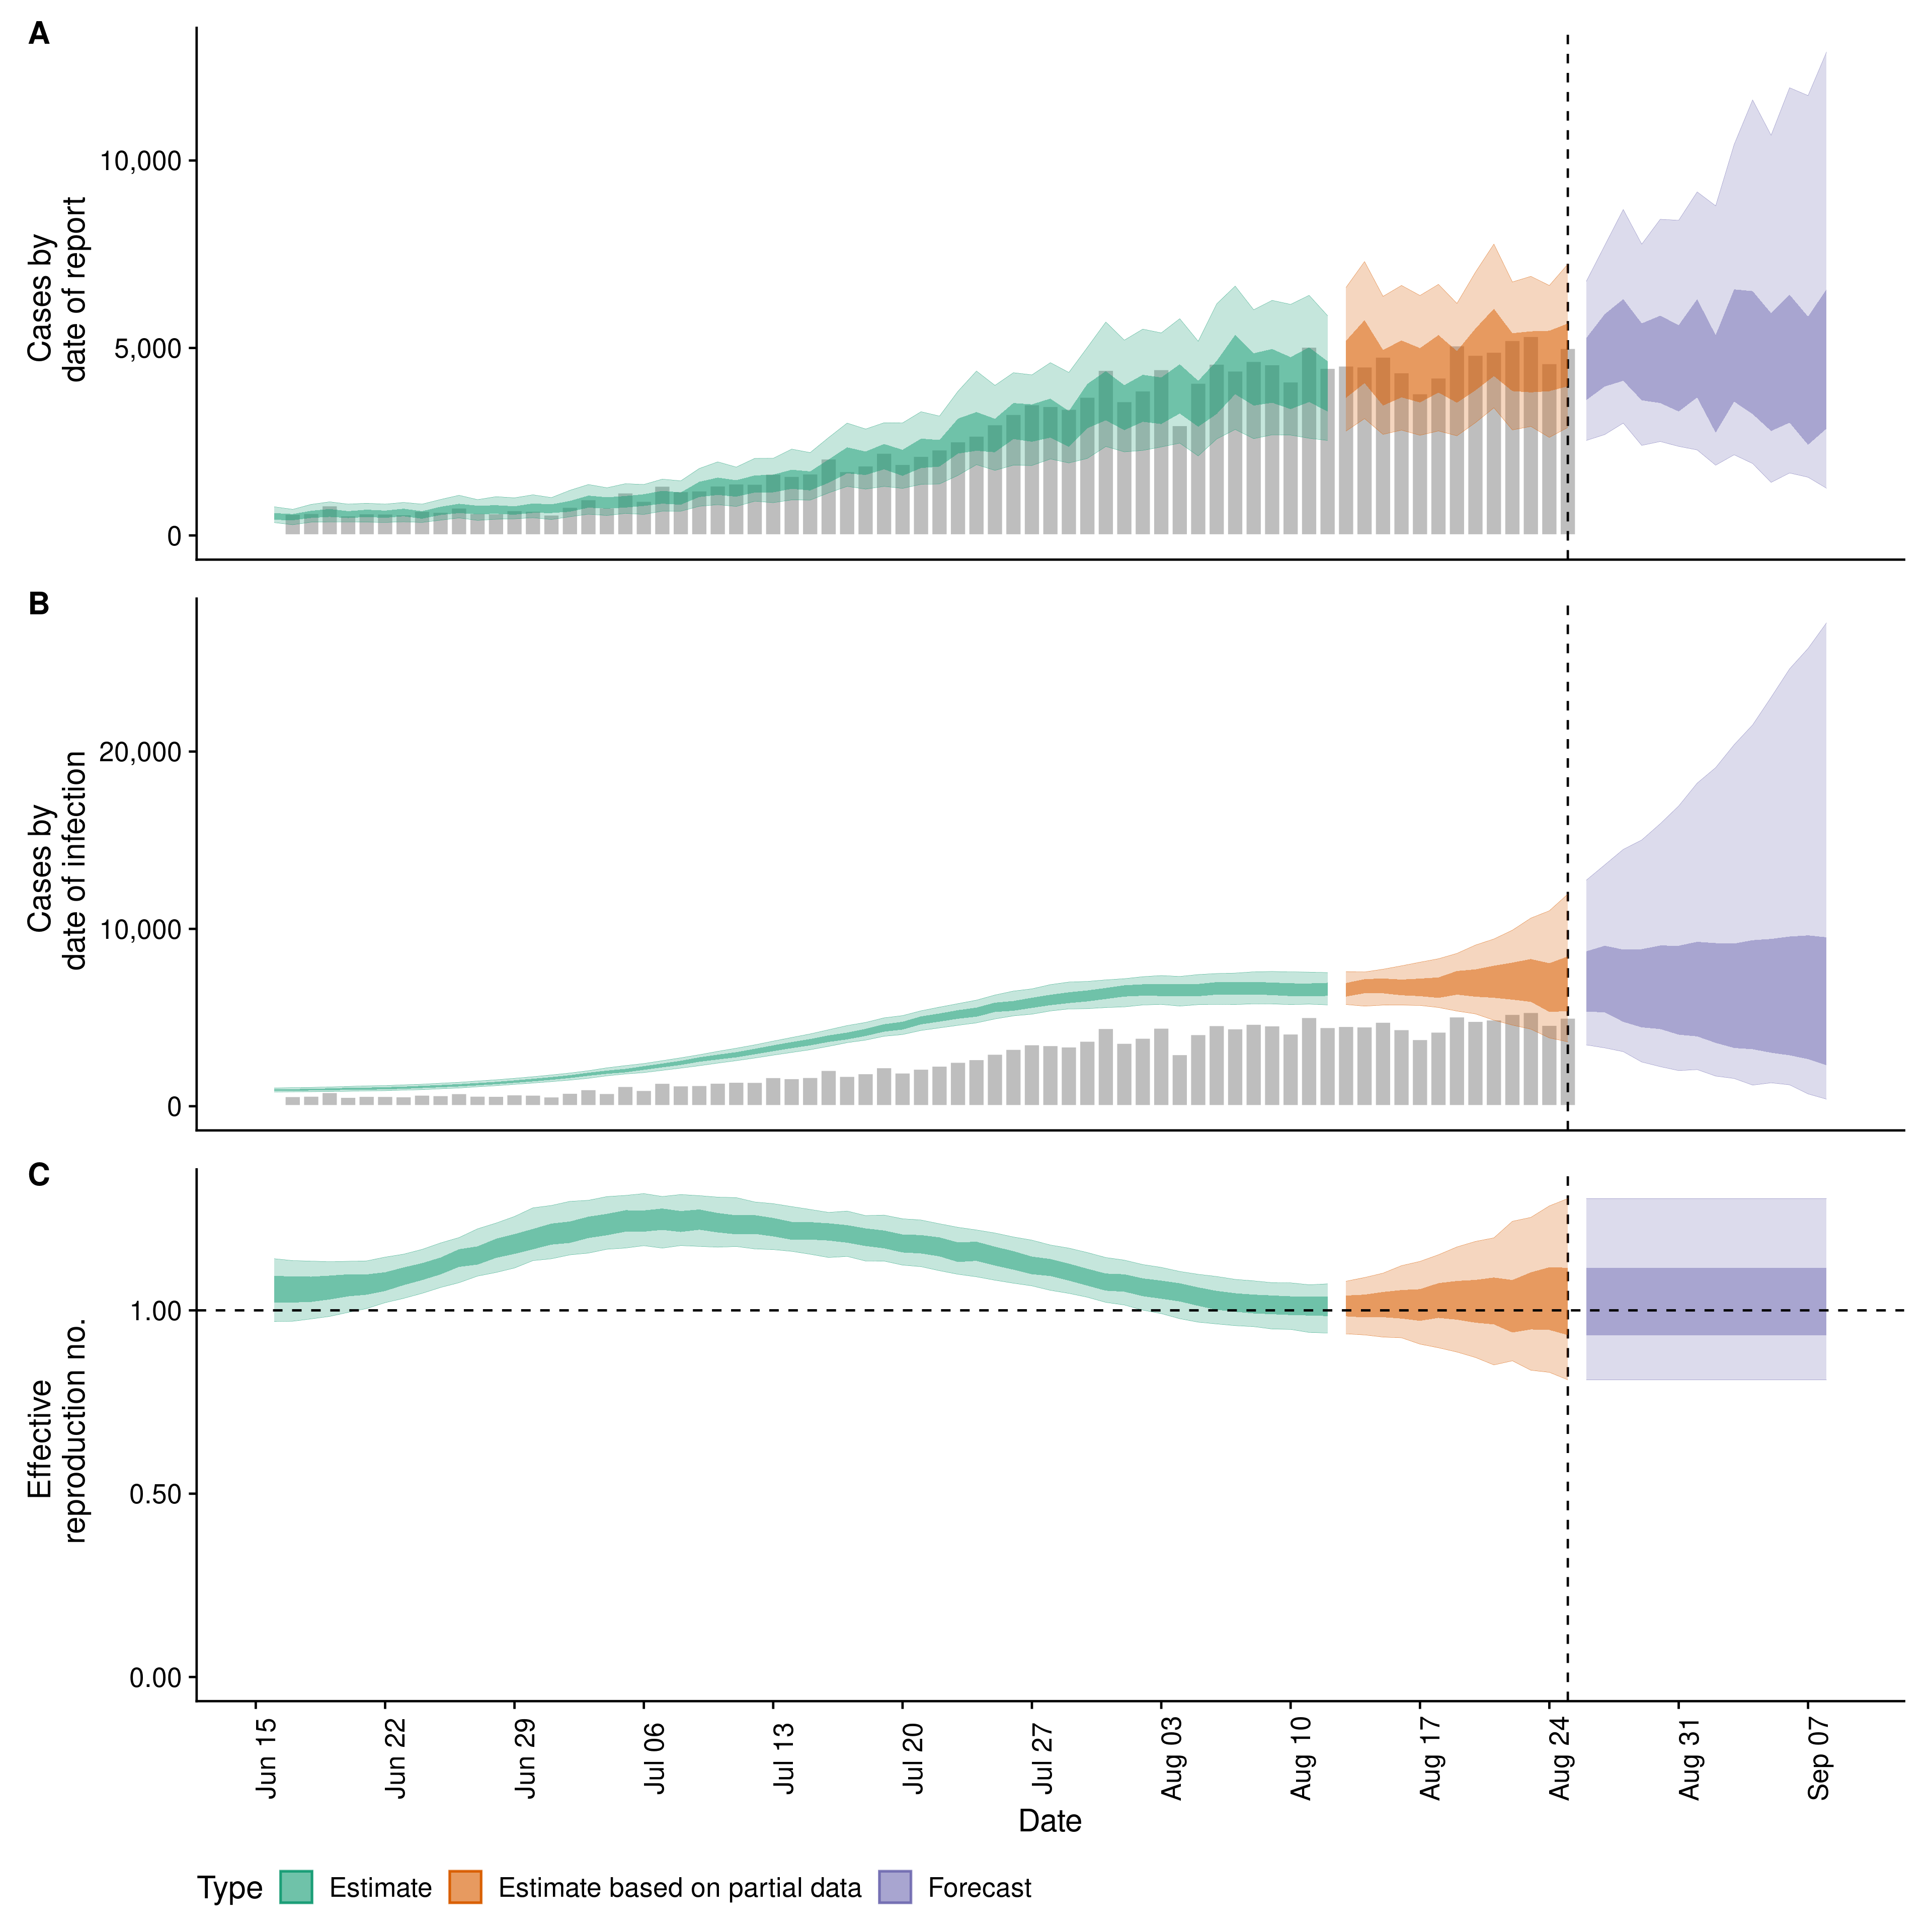 A
Cases by
date of report
10,000
5,000
0
B
Cases by
date of infection
20,000
10,000
0
C
Effective
reproduction no.
1.00
0.50
0.00
Jun 15
Jun 22
Jun 29
Jul 06
Jul 13
Jul 20
Jul 27
Aug 03
Aug 10
Aug 17
Aug 24
Aug 31
Sep 07
Date
Type Estimate Estimate based on partial data Forecast